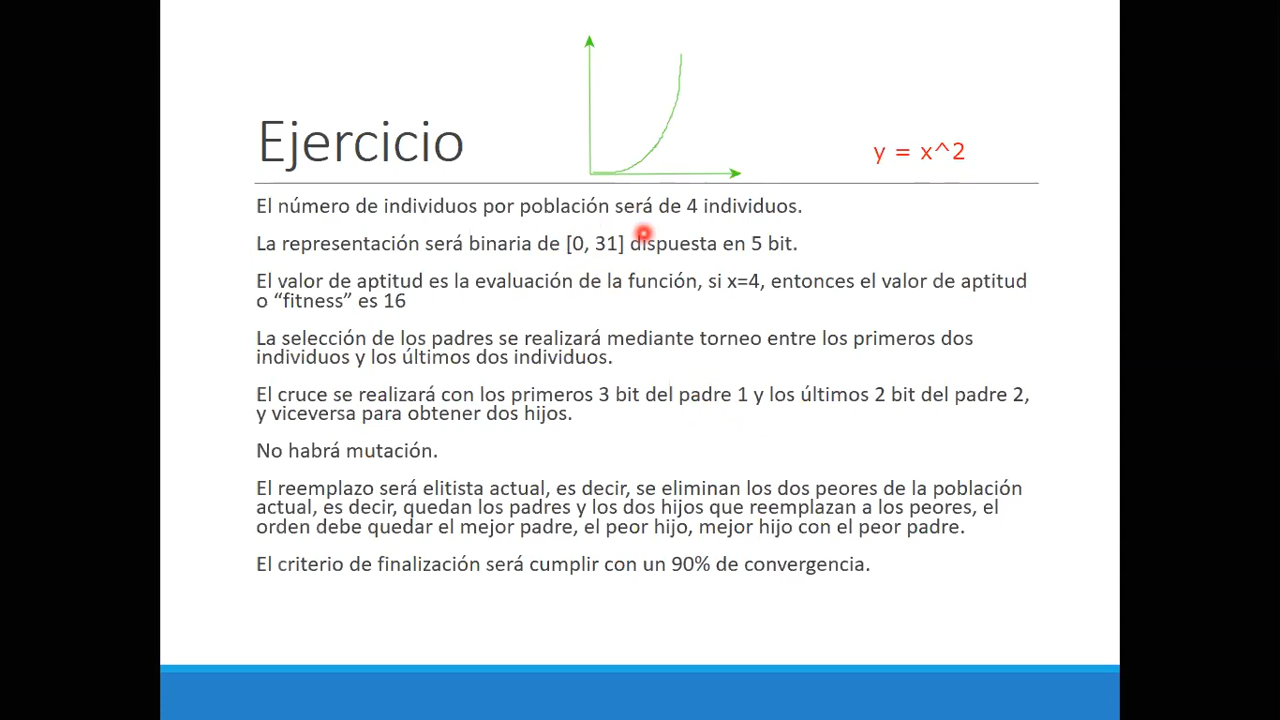 Ejercicio
y = x^2
El número de individuos por población será de 4 individuos.
La representación será binaria de [0, 31] dispuesta en 5 bit.
El valor de aptitud es la evaluación de la función, si x=4, entonces el valor de aptitud
o “fitness” es 16
La selección de los padres se realizará mediante torneo entre los primeros dos
individuos y los últimos dos individuos.
El cruce se realizará con los primeros 3 bit del padre 1 y los últimos 2 bit del padre 2,
y viceversa para obtener dos hijos.
No habrá mutación.
El reemplazo será elitista actual, es decir, se eliminan los dos peores de la población
actual, es decir, quedan los padres y los dos hijos que reemplazan a los peores, el
orden debe quedar el mejor padre, el peor hijo, mejor hijo con el peor padre.
El criterio de finalización será cumplir con un 90% de convergencia.